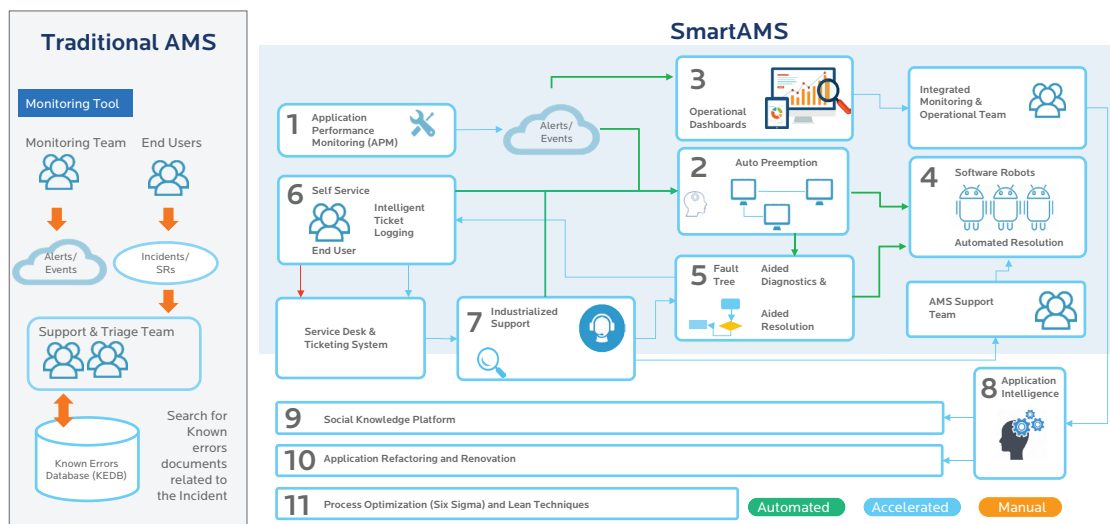 Traditional AMS
Monitoring Tool
Monitoring Team
End Users
Alerts/
Events
Incidents/
SRs
Support & Triage Team
Known Errors
Database (KEDB)
Search for
Known
errors
documents
related to
the Incident
SmartAMS
1
Application
Performance
Monitoring (APM)
Alerts/
Events
3
Operational
Dashboards
Integrated
Monitoring &
Operational Team
6
Self Service
Intelligent
Ticket
Logging
End User
2
Auto Preemption
4
Software Robots
Automated Resolution
5
Fault
Tree
Aided
Diagnostics &
Aided
Resolution
AMS Support
Team
Service Desk &
Ticketing System
7
Industrialized
Support
8
Application
Intelligence
9
Social Knowledge Platform
10
Application Refactoring and Renovation
11
Process Optimization (Six Sigma) and Lean Techniques
Automated
Accelerated
Manual